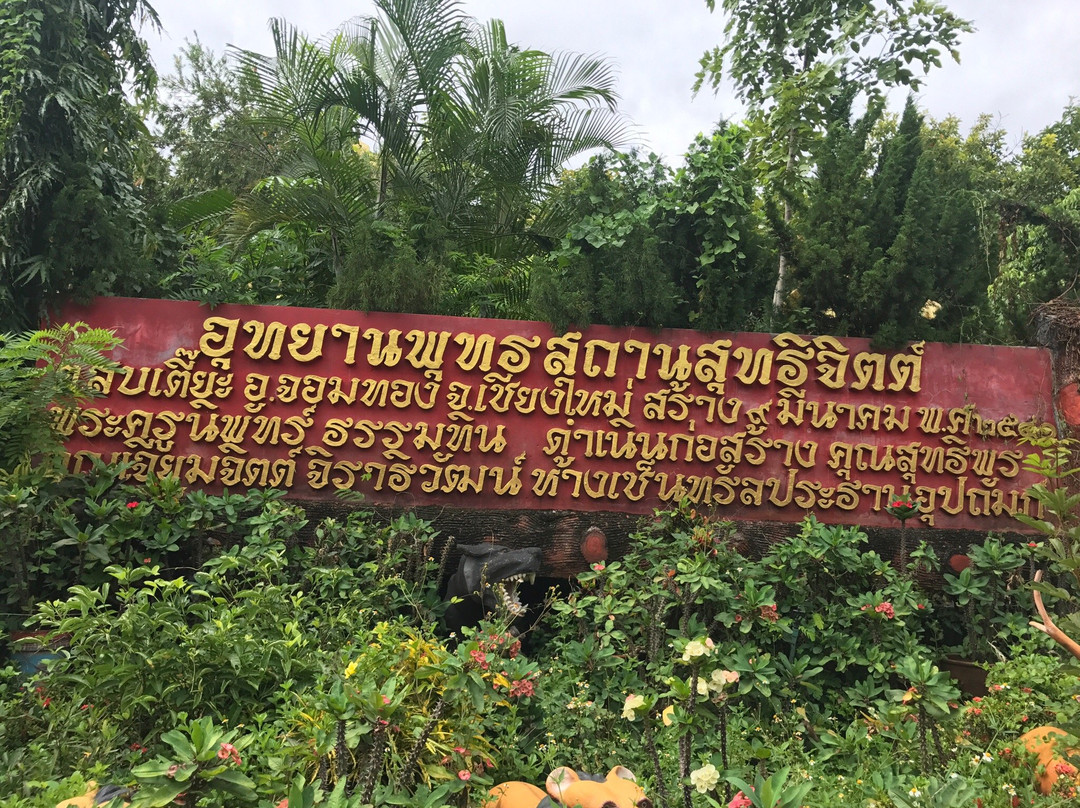 อุทยานพุทธสถานสุทธิจิตต์
สบเตี๊ยะ อ.จอมทอง จ.เชียงใหม่ สร้าง ๙ มีนาคม พ.ศ.๒๕๔
พระครูนิพัทธ์ ธรรมทิน ดำเนินก่อสร้าง คุณสุทธิพร
เจียมจิตต์ จิราธิวัฒน์ ห้างเซ็นทรัลประธานอุปถัมภ์